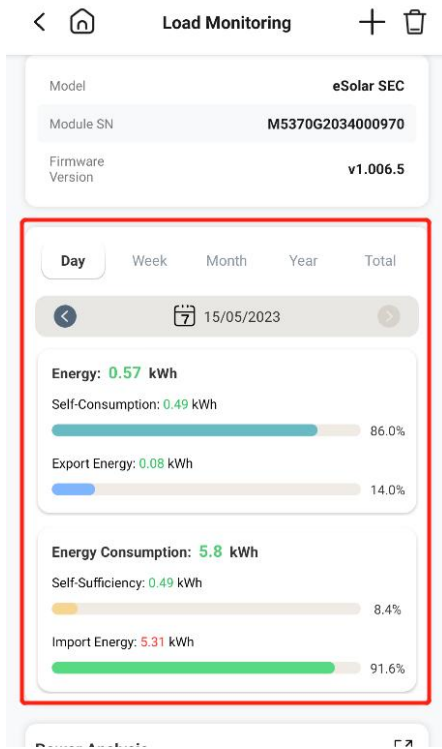 Load Monitoring
Model eSolar SEC
Module SN M5370G2034000970
Firmware
Version v1.006.5
Day Week Month Year Total
7 15/05/2023
Energy: 0.57 kWh
Self-Consumption: 0.49 kWh
86.0%
Export Energy: 0.08 kWh
14.0%
Energy Consumption: 5.8 kWh
Self-Sufficiency: 0.49 kWh
8.4%
Import Energy: 5.31 kWh
91.6%
Power Analysis